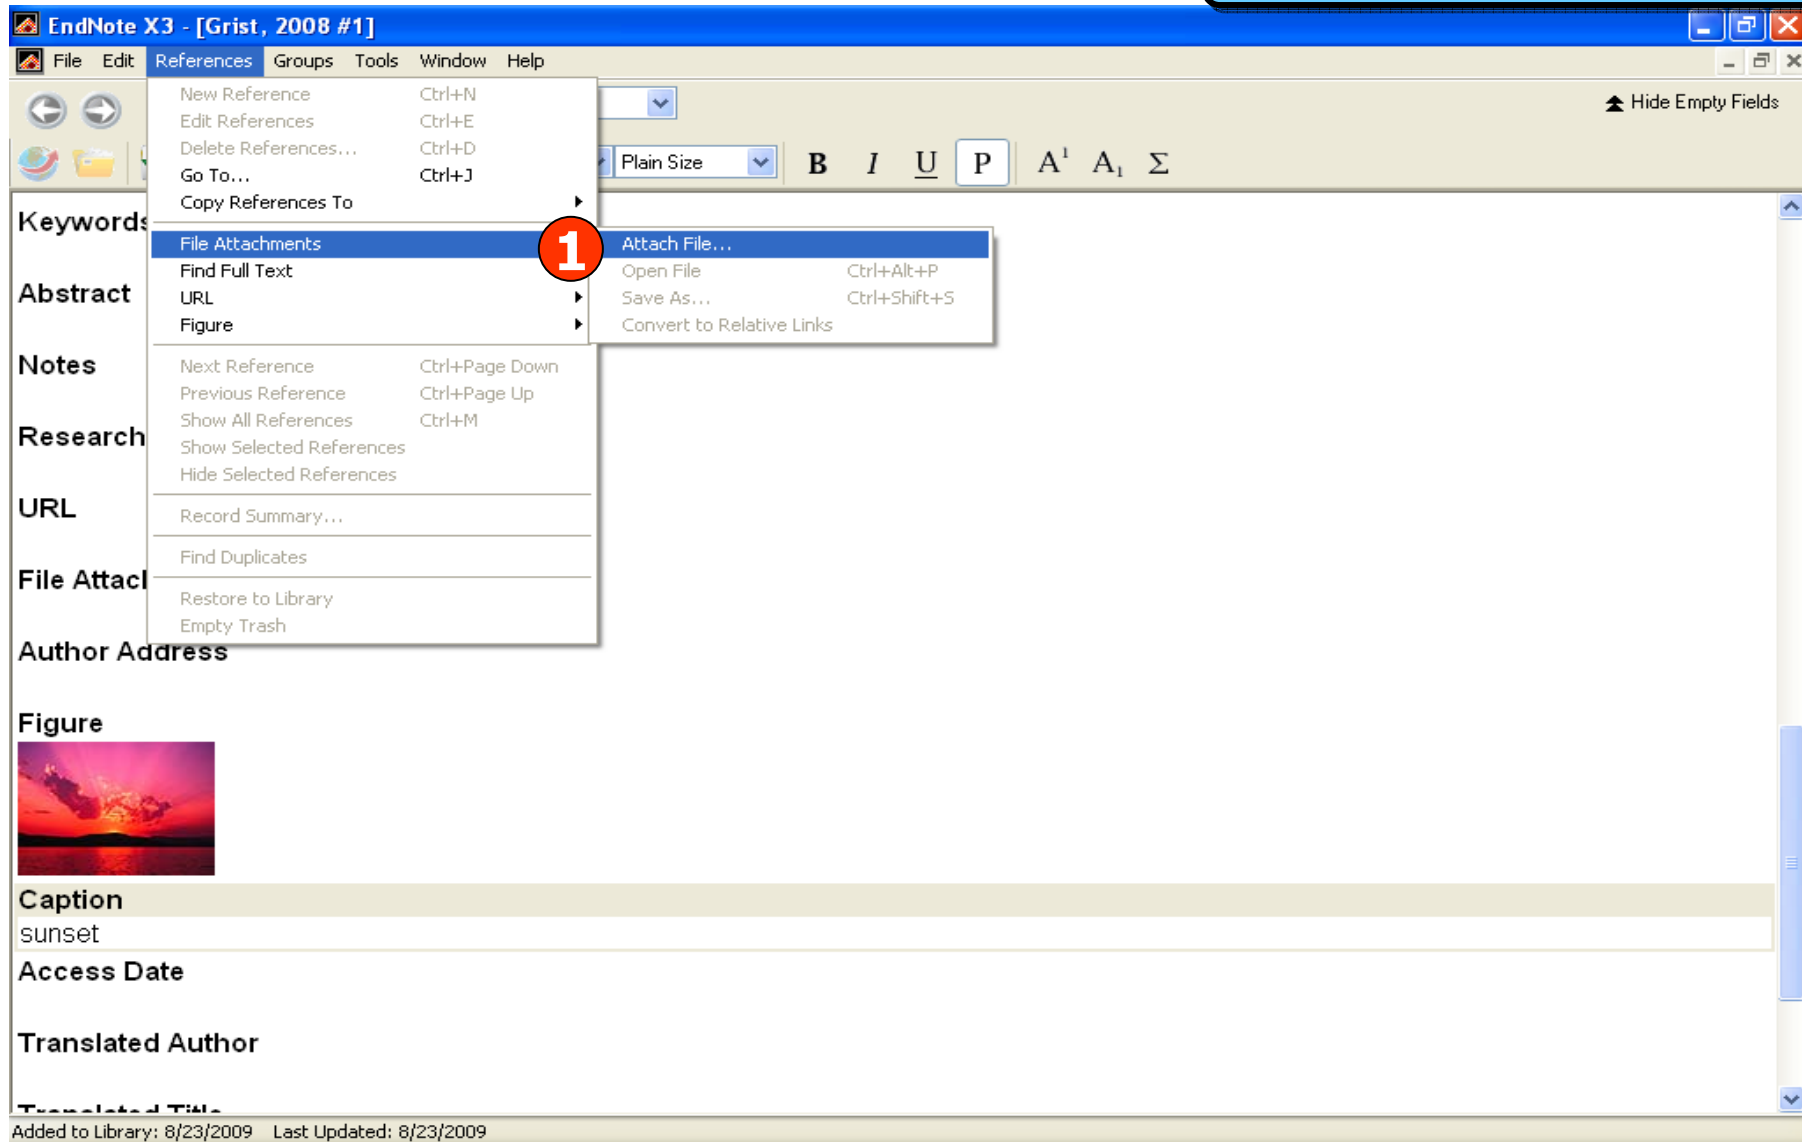 EndNote X3 - [Grist, 2008 #1]
File Edit References Groups Tools Window Help
Hide Empty Fields
Plain Size B I U P A1 A1 Σ
New Reference Ctrl+N
Edit References Ctrl+E
Delete References... Ctrl+D
Go To... Ctrl+J
Copy References To
File Attachments
Find Full Text
URL
Figure
Next Reference Ctrl+Page Down
Previous Reference Ctrl+Page Up
Show All References Ctrl+M
Show Selected References
Hide Selected References
Record Summary...
Find Duplicates
Restore to Library
Empty Trash
1
Attach File...
Open File Ctrl+Alt+P
Save As... Ctrl+Shift+S
Convert to Relative Links
Keywords
Abstract
Notes
Research
URL
File Attach
Author Address
Figure
Caption
sunset
Access Date
Translated Author
Translated Title
Added to Library: 8/23/2009 Last Updated: 8/23/2009